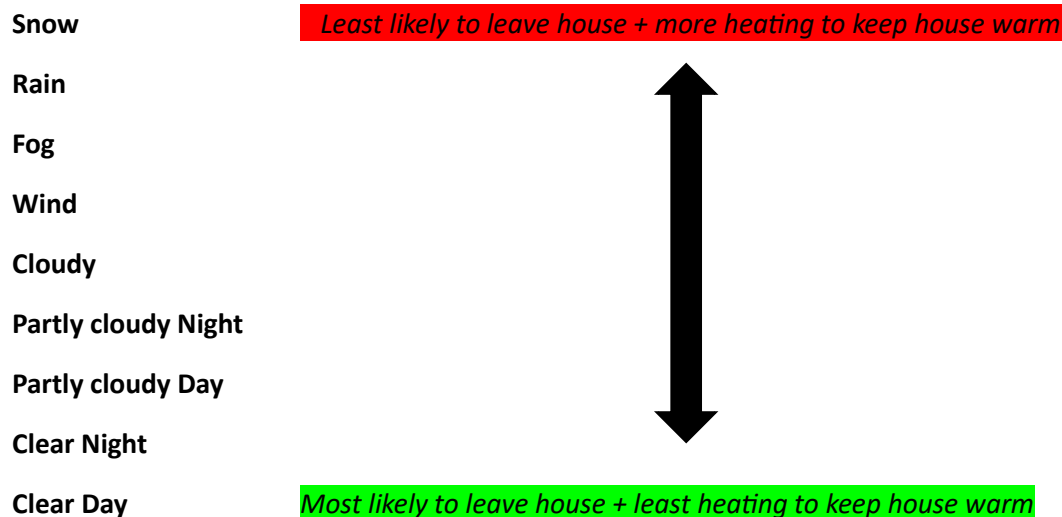 Snow Least likely to leave house + more heating to keep house warm
Rain
Fog
Wind
Cloudy
Partly cloudy Night
Partly cloudy Day
Clear Night
Clear Day Most likely to leave house + least heating to keep house warm